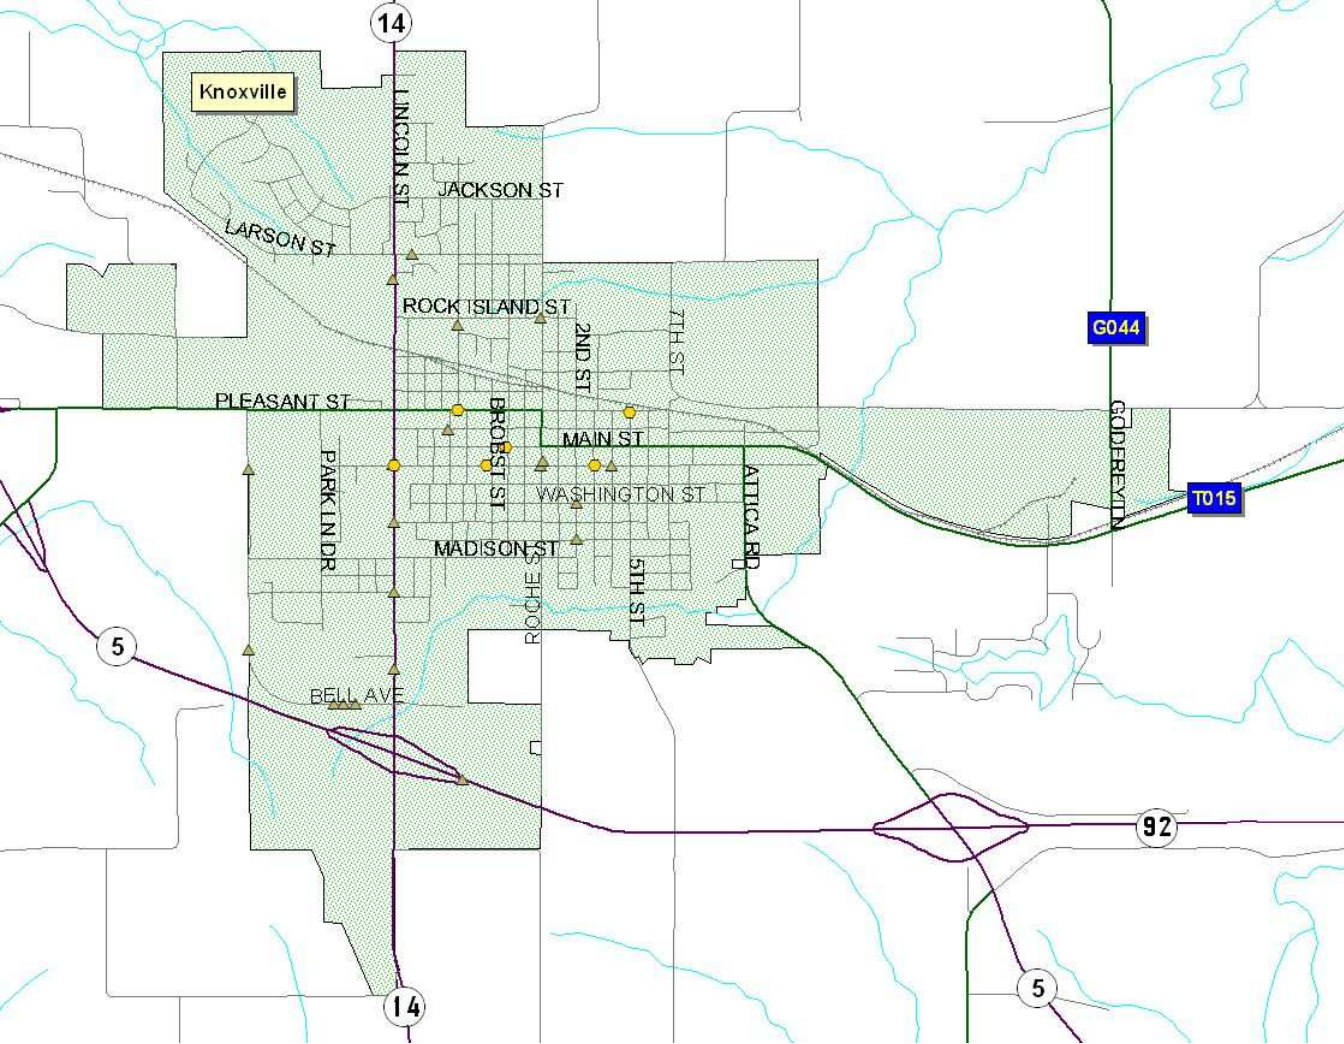 14
Knoxville
LINCOLN ST
JACKSON ST
LARSON ST
ROCK ISLAND ST
2ND ST
7TH ST
G044
PLEASANT ST
BROBST ST
MAIN ST
GODFREY LN
PARK LN DR
WASHINGTON ST
ATTICA RD
T015
MADISON ST
ROCHE ST
5TH ST
5
BELL AVE
92
5
14